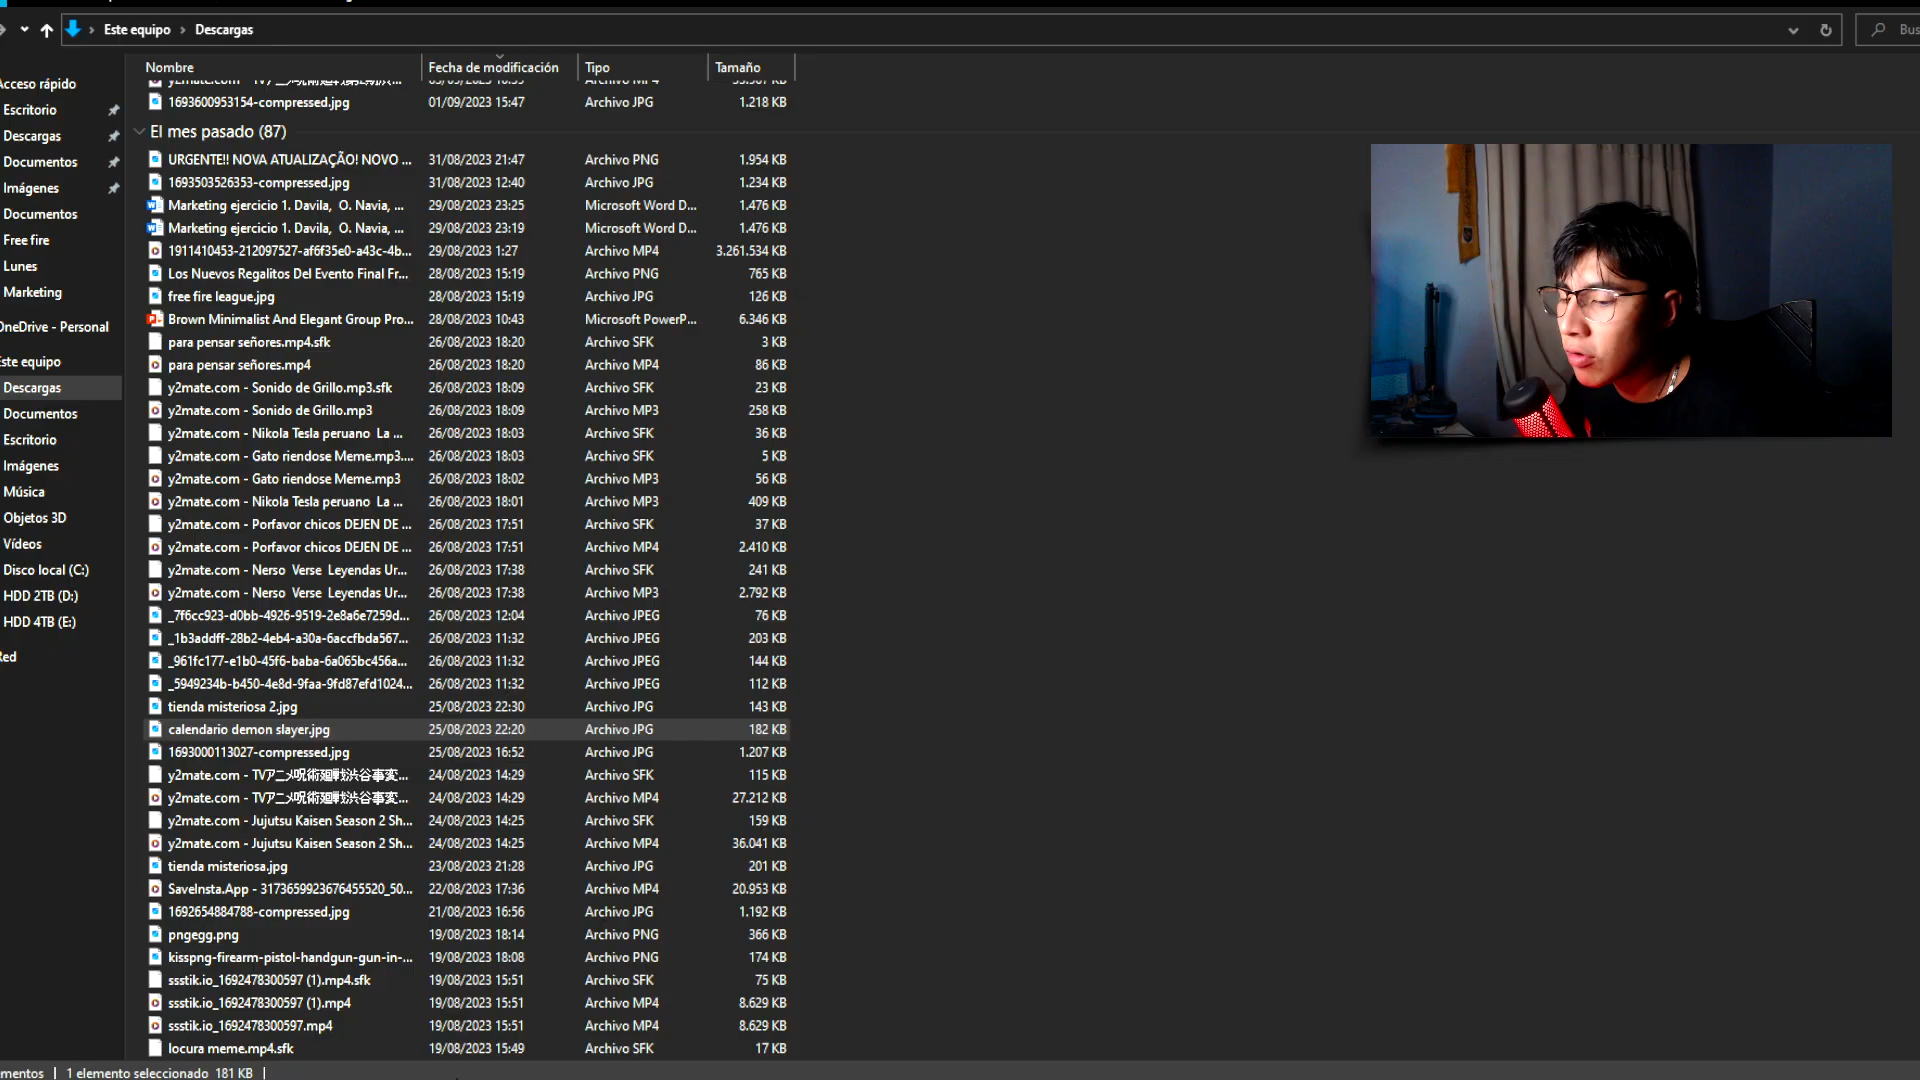 Este equipo > Descargas
Bus
Nombre Fecha de modificación Tipo Tamaño
Acceso rápido
Escritorio
Descargas
Documentos
Imágenes
Documentos
Free fire
Lunes
Marketing
OneDrive - Personal
Este equipo
Descargas
Documentos
Escritorio
Imágenes
Música
Objetos 3D
Vídeos
Disco local (C:)
HDD 2TB (D:)
HDD 4TB (E:)
Red
1693600953154-compressed.jpg 01/09/2023 15:47 Archivo JPG 1.218 KB
El mes pasado (87)
URGENTE!! NOVA ATUALIZAÇÃO! NOVO ... 31/08/2023 21:47 Archivo PNG 1.954 KB
1693503526353-compressed.jpg 31/08/2023 12:40 Archivo JPG 1.234 KB
Marketing ejercicio 1. Davila, O. Navia, ... 29/08/2023 23:25 Microsoft Word D... 1.476 KB
Marketing ejercicio 1. Davila, O. Navia, ... 29/08/2023 23:19 Microsoft Word D... 1.476 KB
1911410453-212097527-af6f35e0-a43c-4b... 29/08/2023 1:27 Archivo MP4 3.261.534 KB
Los Nuevos Regalitos Del Evento Final Fr... 28/08/2023 15:19 Archivo PNG 765 KB
free fire league.jpg 28/08/2023 15:19 Archivo JPG 126 KB
Brown Minimalist And Elegant Group Pro... 28/08/2023 10:43 Microsoft PowerP... 6.346 KB
para pensar señores.mp4.sfk 26/08/2023 18:20 Archivo SFK 3 KB
para pensar señores.mp4 26/08/2023 18:20 Archivo MP4 86 KB
y2mate.com - Sonido de Grillo.mp3.sfk 26/08/2023 18:09 Archivo SFK 23 KB
y2mate.com - Sonido de Grillo.mp3 26/08/2023 18:09 Archivo MP3 258 KB
y2mate.com - Nikola Tesla peruano La ... 26/08/2023 18:03 Archivo SFK 36 KB
y2mate.com - Gato riendose Meme.mp3.... 26/08/2023 18:03 Archivo SFK 5 KB
y2mate.com - Gato riendose Meme.mp3 26/08/2023 18:02 Archivo MP3 56 KB
y2mate.com - Nikola Tesla peruano La ... 26/08/2023 18:01 Archivo MP3 409 KB
y2mate.com - Porfavor chicos DEJEN DE ... 26/08/2023 17:51 Archivo SFK 37 KB
y2mate.com - Porfavor chicos DEJEN DE ... 26/08/2023 17:51 Archivo MP4 2.410 KB
y2mate.com - Nerso Verse Leyendas Ur... 26/08/2023 17:38 Archivo SFK 241 KB
y2mate.com - Nerso Verse Leyendas Ur... 26/08/2023 17:38 Archivo MP3 2.792 KB
_7f6cc923-d0bb-4926-9519-2e8a6e7259d... 26/08/2023 12:04 Archivo JPEG 76 KB
_1b3addff-28b2-4eb4-a30a-6accfbda567... 26/08/2023 11:32 Archivo JPEG 203 KB
_961fc177-e1b0-45f6-baba-6a065bc456a... 26/08/2023 11:32 Archivo JPEG 144 KB
_5949234b-b450-4e8d-9faa-9fd87efd1024... 26/08/2023 11:32 Archivo JPEG 112 KB
tienda misteriosa 2.jpg 25/08/2023 22:30 Archivo JPG 143 KB
calendario demon slayer.jpg 25/08/2023 22:20 Archivo JPG 182 KB
1693000113027-compressed.jpg 25/08/2023 16:52 Archivo JPG 1.207 KB
y2mate.com - TVアニメ呪術廻戦渋谷事変... 24/08/2023 14:29 Archivo SFK 115 KB
y2mate.com - TVアニメ呪術廻戦渋谷事変... 24/08/2023 14:29 Archivo MP4 27.212 KB
y2mate.com - Jujutsu Kaisen Season 2 Sh... 24/08/2023 14:25 Archivo SFK 159 KB
y2mate.com - Jujutsu Kaisen Season 2 Sh... 24/08/2023 14:25 Archivo MP4 36.041 KB
tienda misteriosa.jpg 23/08/2023 21:28 Archivo JPG 201 KB
SaveInsta.App - 3173659923676455520_50... 22/08/2023 17:36 Archivo MP4 20.953 KB
1692654884788-compressed.jpg 21/08/2023 16:56 Archivo JPG 1.192 KB
pngegg.png 19/08/2023 18:14 Archivo PNG 366 KB
kisspng-firearm-pistol-handgun-gun-in-... 19/08/2023 18:08 Archivo PNG 174 KB
ssstik.io_1692478300597 (1).mp4.sfk 19/08/2023 15:51 Archivo SFK 75 KB
ssstik.io_1692478300597 (1).mp4 19/08/2023 15:51 Archivo MP4 8.629 KB
ssstik.io_1692478300597.mp4 19/08/2023 15:51 Archivo MP4 8.629 KB
locura meme.mp4.sfk 19/08/2023 15:49 Archivo SFK 17 KB
mentos | 1 elemento seleccionado 181 KB |